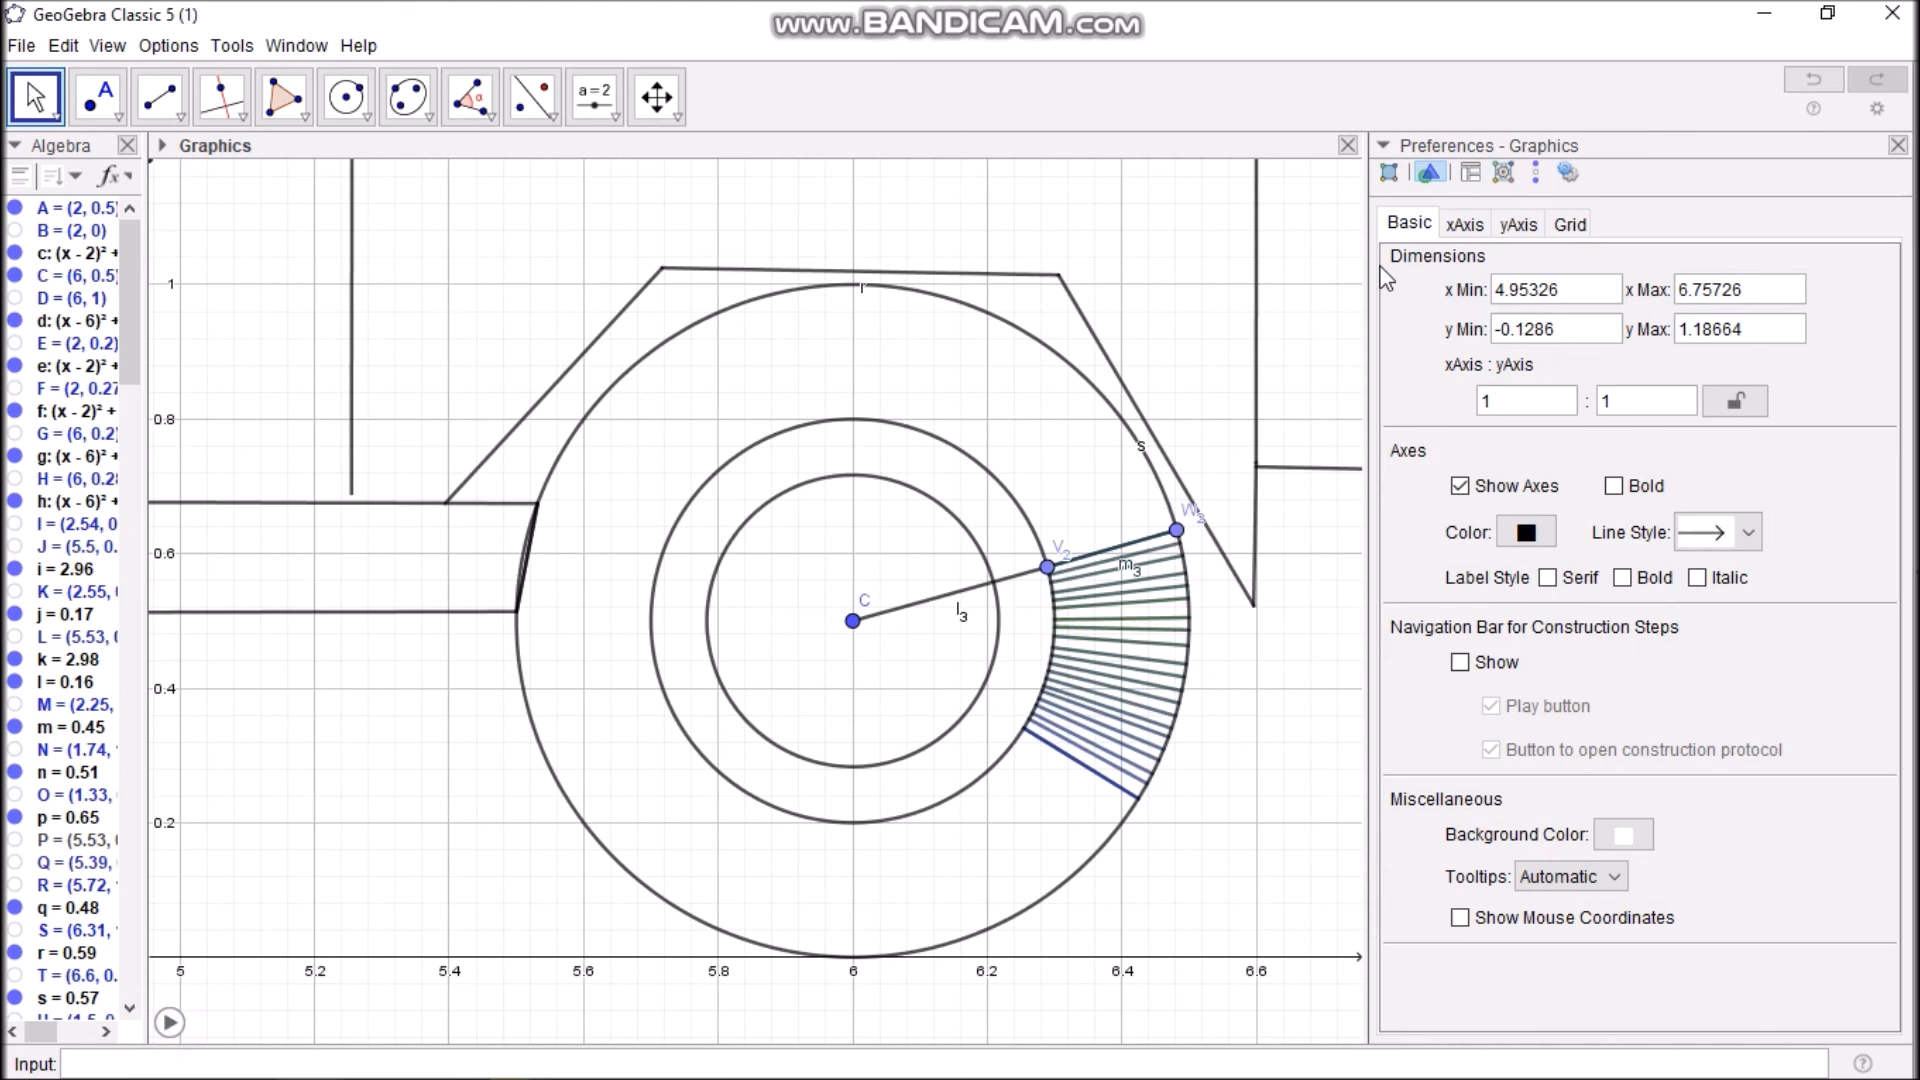 GeoGebra Classic 5 (1)
www.BANDICAM.com
File Edit View Options Tools Window Help
A
α
a = 2
Algebra
Graphics
Preferences - Graphics
fx
A = (2, 0.5)
B = (2, 0)
c: (x - 2)² +
C = (6, 0.5)
D = (6, 1)
d: (x - 6)² +
E = (2, 0.2)
e: (x - 2)² +
F = (2, 0.27
f: (x - 2)² +
G = (6, 0.2)
g: (x - 6)² +
H = (6, 0.28
h: (x - 6)² +
I = (2.54, 0
J = (5.5, 0.
i = 2.96
K = (2.55, 
j = 0.17
L = (5.53, 
k = 2.98
l = 0.16
M = (2.25,
m = 0.45
N = (1.74,
n = 0.51
O = (1.33,
p = 0.65
P = (5.53,
Q = (5.39,
R = (5.72,
q = 0.48
S = (6.31,
r = 0.59
T = (6.6, 0.
s = 0.57
1
0.8
0.6
0.4
0.2
5 5.2 5.4 5.6 5.8 6 6.2 6.4 6.6
r
s
W₂
V₂
m₃
C
l₃
Basic xAxis yAxis Grid
Dimensions
x Min: 4.95326 x Max: 6.75726
y Min: -0.1286 y Max: 1.18664
xAxis : yAxis
1 : 1
Axes
Show Axes Bold
Color: Line Style:
Label Style Serif Bold Italic
Navigation Bar for Construction Steps
Show
Play button
Button to open construction protocol
Miscellaneous
Background Color:
Tooltips: Automatic
Show Mouse Coordinates
Input: